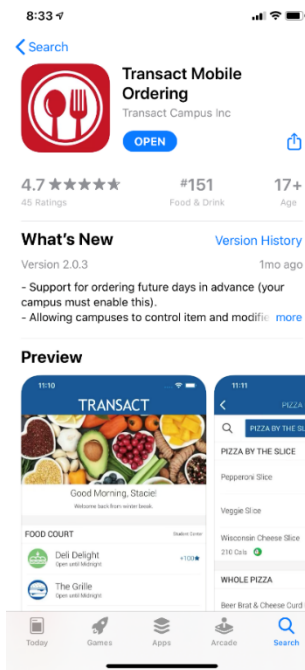 8:33
Search
Transact Mobile
Ordering
Transact Campus Inc
OPEN
4.7
#151
17+
45 Ratings
Food & Drink
Age
What's New
Version History
Version 2.0.3
1mo ago
- Support for ordering future days in advance (your
campus must enable this).
- Allowing campuses to control item and modifie more
Preview
11:10
TRANSACT
Good Morning, Stacie!
Welcome back from winter break.
FOOD COURT
Student Center
Deli Delight
Open until Midnight
+100
The Grille
Open until Midnight
11:11
PIZZA
PIZZA BY THE SL
PIZZA BY THE SLICE
Pepperoni Slice
Veggie Slice
Wisconsin Cheese Slice
210 Cals
WHOLE PIZZA
Beer Brat & Cheese Curd
Today
Games
Apps
Arcade
Search